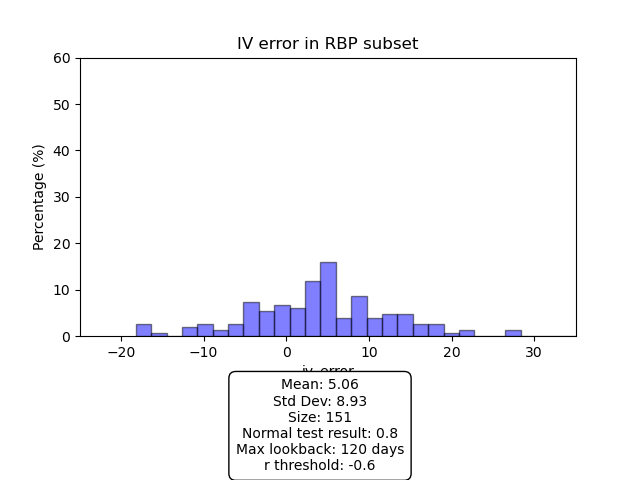 IV error in RBP subset
60
50
40
30
20
10
0
Percentage (%)
−20
−10
0
10
20
30
iv_error
Mean: 5.06
Std Dev: 8.93
Size: 151
Normal test result: 0.8
Max lookback: 120 days
r threshold: -0.6